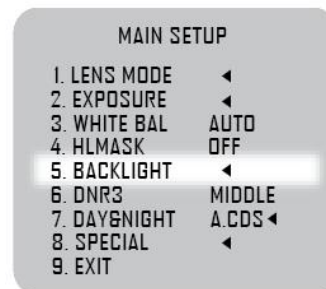 MAIN SETUP
1. LENS MODE ◄
2. EXPOSURE ◄
3. WHITE BAL AUTO
4. HLMASK OFF
5. BACKLIGHT ◄
6. DNR3 MIDDLE
7. DAY&NIGHT A.CDS◄
8. SPECIAL ◄
9. EXIT